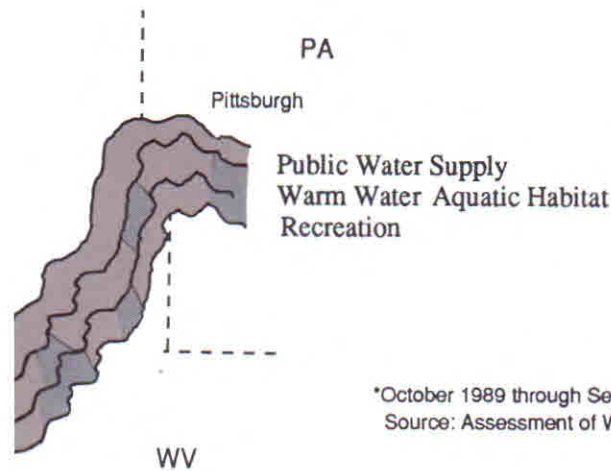 PA
Pittsburgh
Public Water Supply
Warm Water Aquatic Habitat
Recreation
*October 1989 through Se
Source: Assessment of W
WV